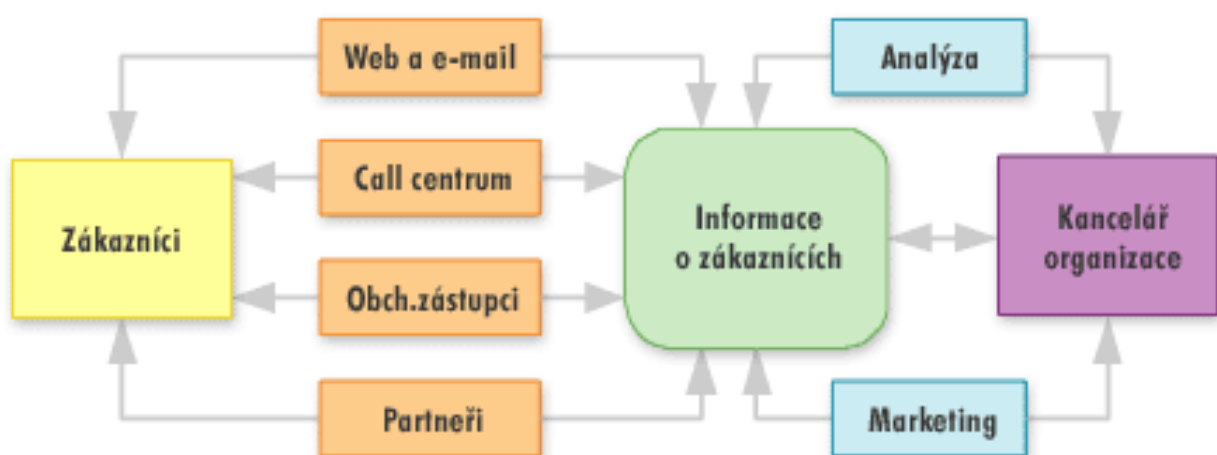 Web a e-mail
Analýza
Call centrum
Zákazníci
Informace
o zákaznících
Kancelář
organizace
Obch.zástupci
Partneři
Marketing